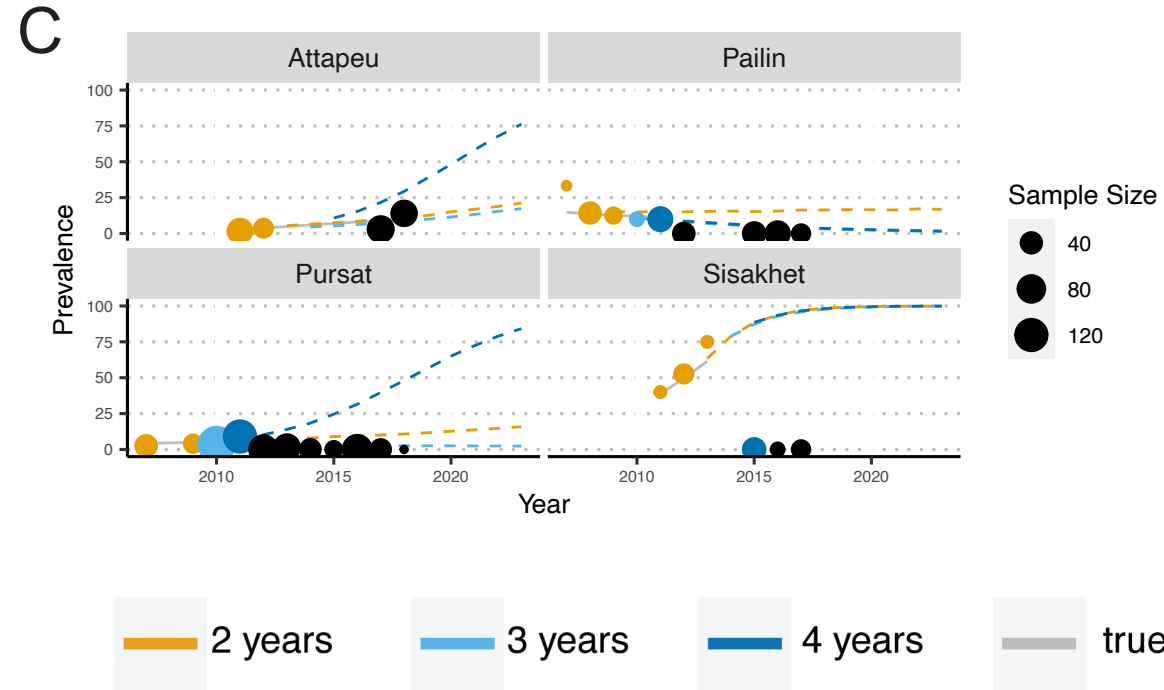 C
Attapeu
Pailin
100
75
50
25
0
Pursat
Sisakhet
100
75
50
25
0
2010
2015
2020
2010
2015
2020
Prevalence
Year
Sample Size
40
80
120
2 years
3 years
4 years
true